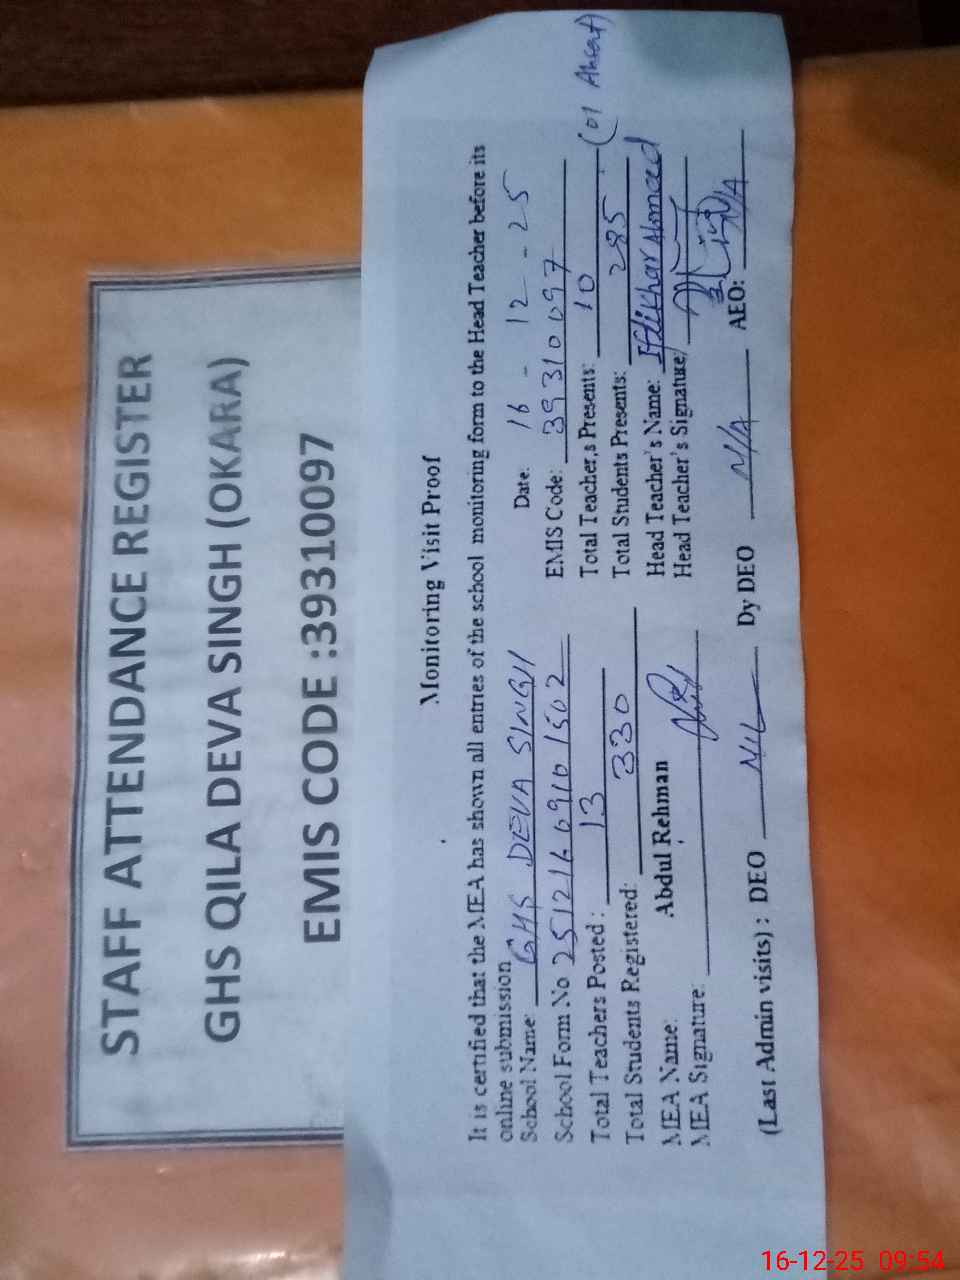 STAFF ATTENDANCE REGISTER
GHS QILA DEVA SINGH (OKARA)
EMIS CODE :39310097
Monitoring Visit Proof
It is certified that the MEA has shown all entries of the school monitoring form to the Head Teacher before its
online submission
School Name: GHS DEVA SINGH Date: 16 - 12 - 25
School Form No 2512166910 1502 EMIS Code: 39310097
Total Teachers Posted : 13 Total Teacher,s Presents: 10 (01 Absent)
Total Students Registered: 330 Total Students Presents: 285
MEA Name: Abdul Rehman Head Teacher's Name: Iftikhar Ahmad
MEA Signature: Head Teacher's Signature:
(Last Admin visits) : DEO NIL Dy DEO N/A AEO: N/A
16-12-25 09:54